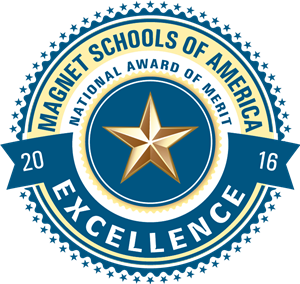 MAGNET SCHOOLS OF AMERICA
NATIONAL AWARD OF MERIT
20 16
EXCELLENCE